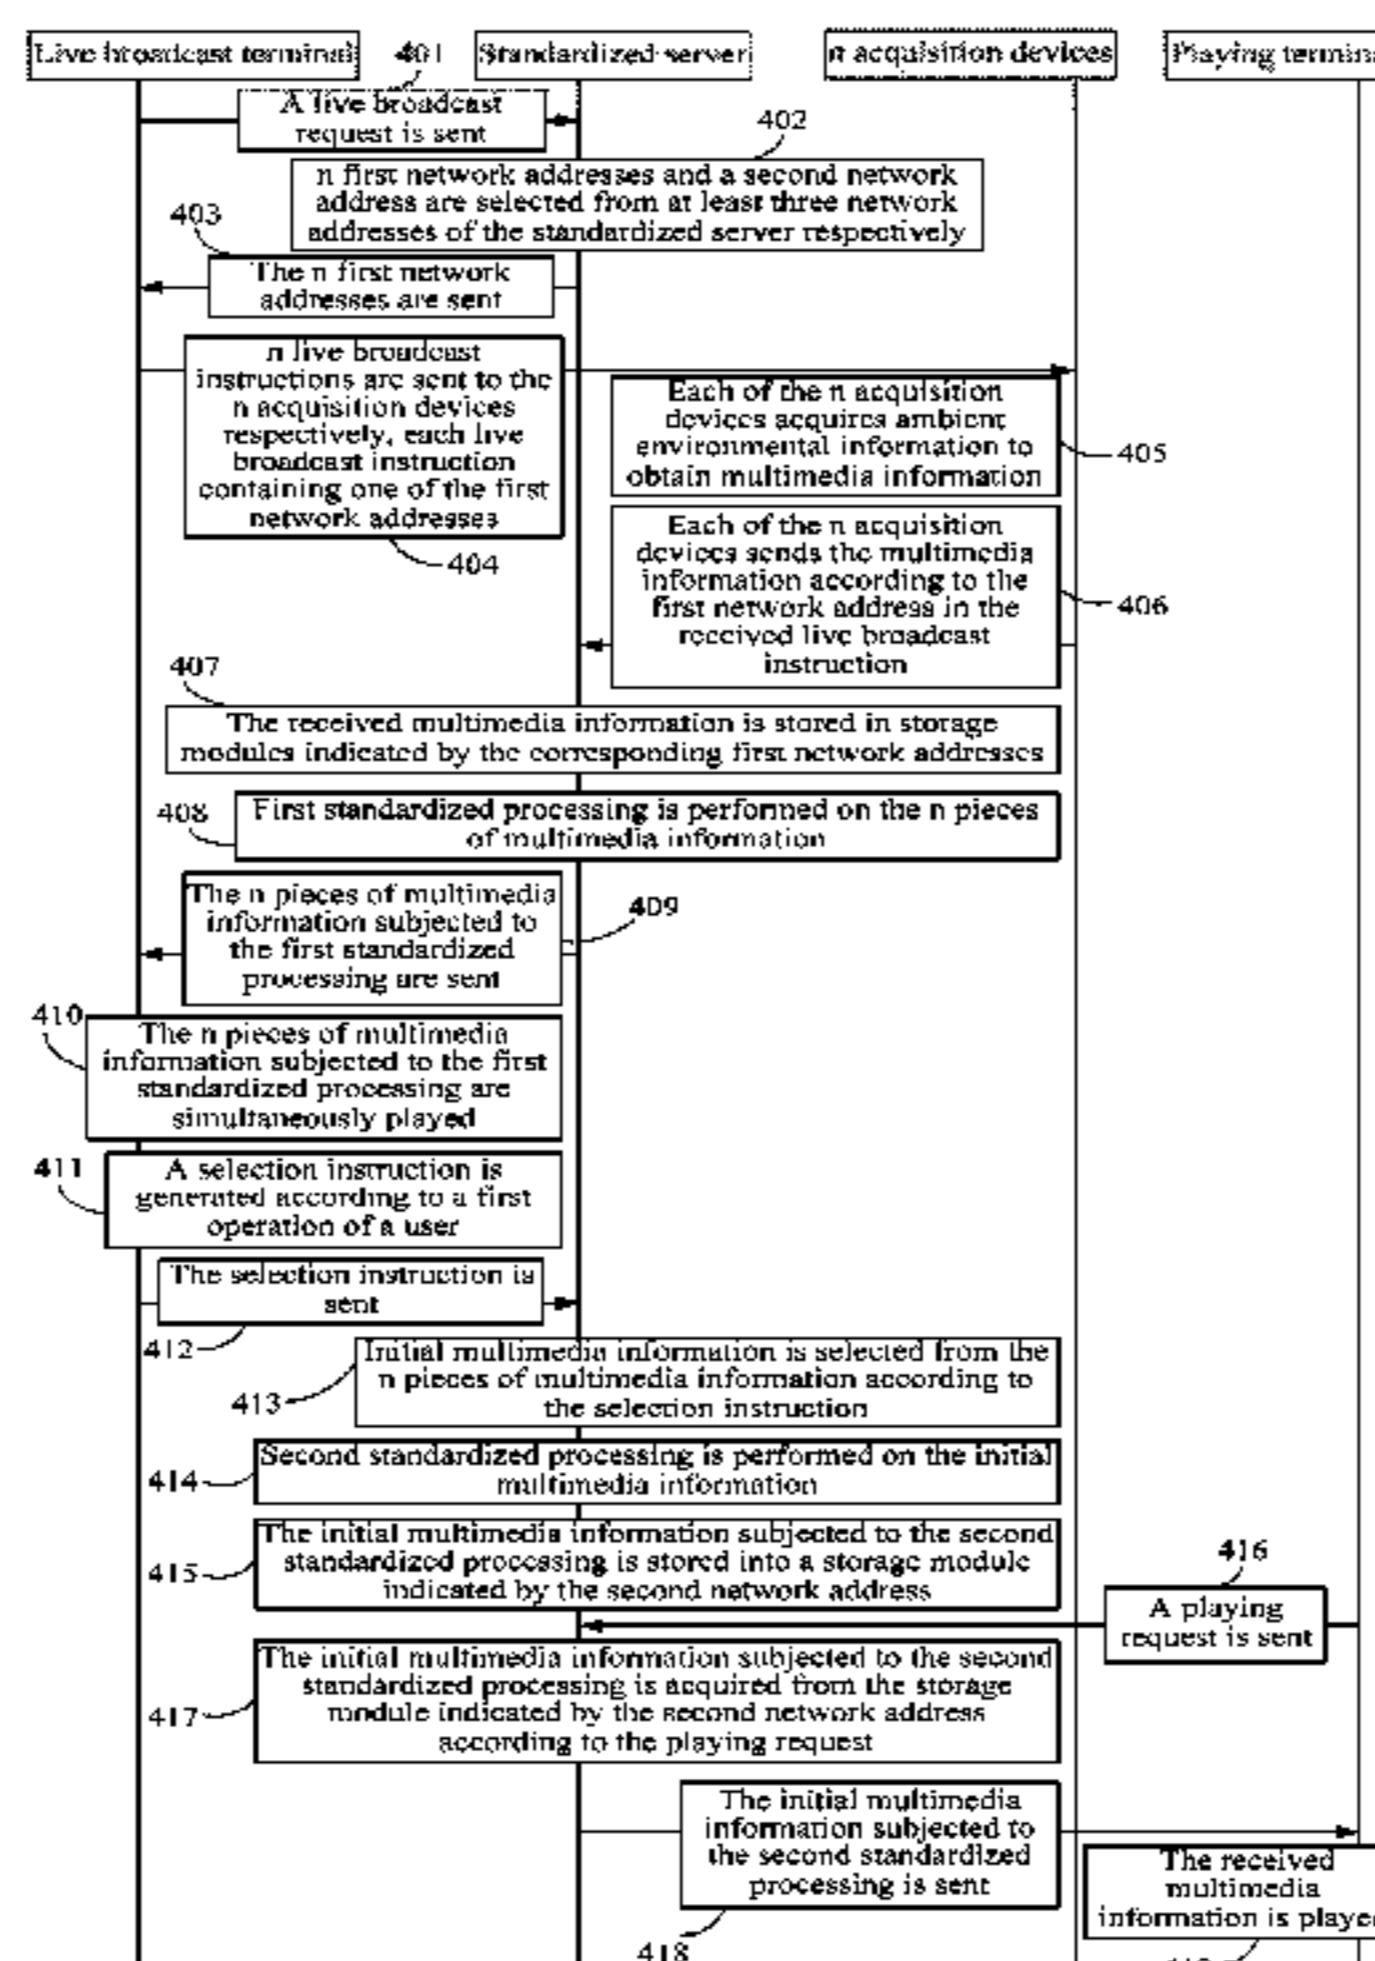 Live broadcast terminal
401
Standardized server
n acquisition devices
Playing
A live broadcast
request is sent
402
n first network addresses and a second network
address are selected from at least three network
addresses of the standardized server respectively
403
The n first network
addresses are sent
n live broadcast
instructions are sent to the
n acquisition devices
respectively, each live
broadcast instruction
containing one of the first
network addresses
404
Each of the n acquisition
devices acquires ambient
environmental information to
obtain multimedia information
405
Each of the n acquisition
devices sends the multimedia
information according to the
first network address in the
received live broadcast
instruction
406
407
The received multimedia information is stored in storage
modules indicated by the corresponding first network addresses
408
First standardized processing is performed on the n pieces
of multimedia information
The n pieces of multimedia
information subjected to
the first standardized
processing are sent
409
410
The n pieces of multimedia
information subjected to the first
standardized processing are
simultaneously played
411
A selection instruction is
generated according to a first
operation of a user
The selection instruction is
sent
412
Initial multimedia information is selected from the
n pieces of multimedia information according to
the selection instruction
413
Second standardized processing is performed on the initial
multimedia information
414
The initial multimedia information subjected to the second
standardized processing is stored into a storage module
indicated by the second network address
415
416
A playing
request is sent
The initial multimedia information subjected to the second
standardized processing is acquired from the storage
module indicated by the second network address
according to the playing request
417
The initial multimedia
information subjected to
the second standardized
processing is sent
418
The received
multimedia
information is